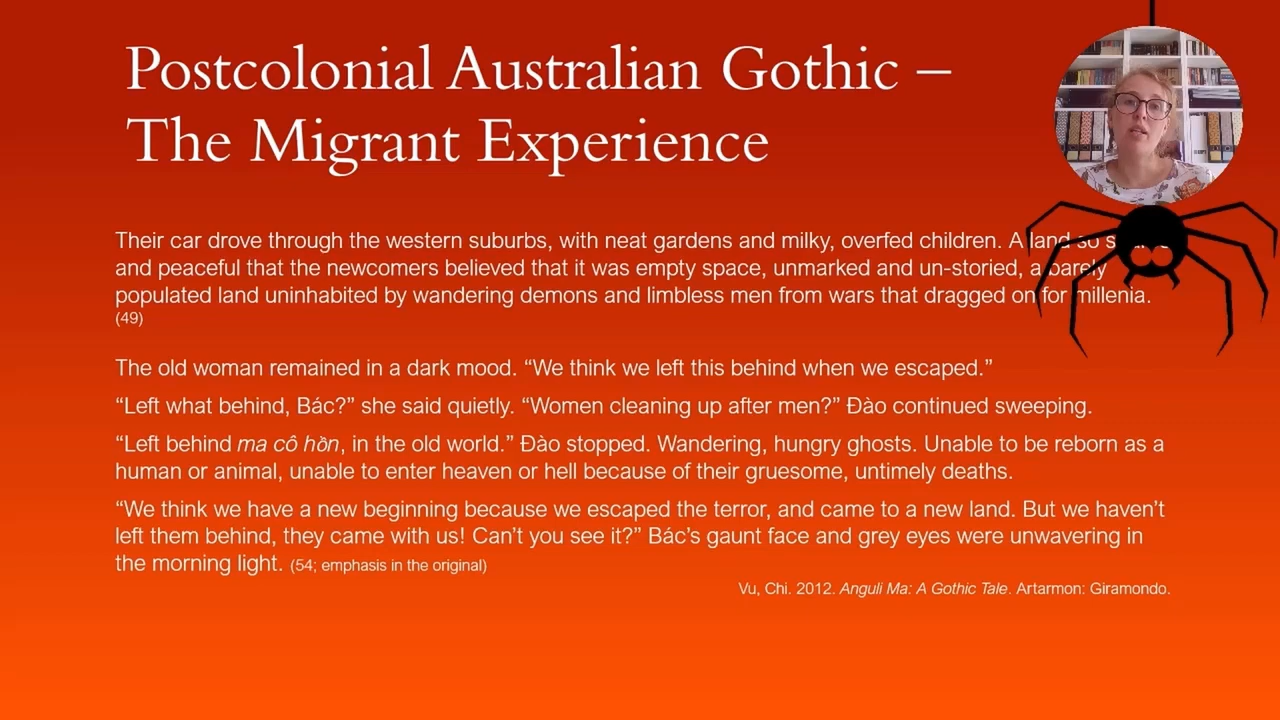 Postcolonial Australian Gothic –
The Migrant Experience
Their car drove through the western suburbs, with neat gardens and milky, overfed children. A land so
and peaceful that the newcomers believed that it was empty space, unmarked and un-storied, a barely
populated land uninhabited by wandering demons and limbless men from wars that dragged on for millenia.
(49)
The old woman remained in a dark mood. “We think we left this behind when we escaped.”
“Left what behind, Bác?” she said quietly. “Women cleaning up after men?” Đào continued sweeping.
“Left behind ma cô hồn, in the old world.” Đào stopped. Wandering, hungry ghosts. Unable to be reborn as a
human or animal, unable to enter heaven or hell because of their gruesome, untimely deaths.
“We think we have a new beginning because we escaped the terror, and came to a new land. But we haven’t
left them behind, they came with us! Can’t you see it?” Bác’s gaunt face and grey eyes were unwavering in
the morning light. (54; emphasis in the original)
Vu, Chi. 2012. Anguli Ma: A Gothic Tale. Artarmon: Giramondo.